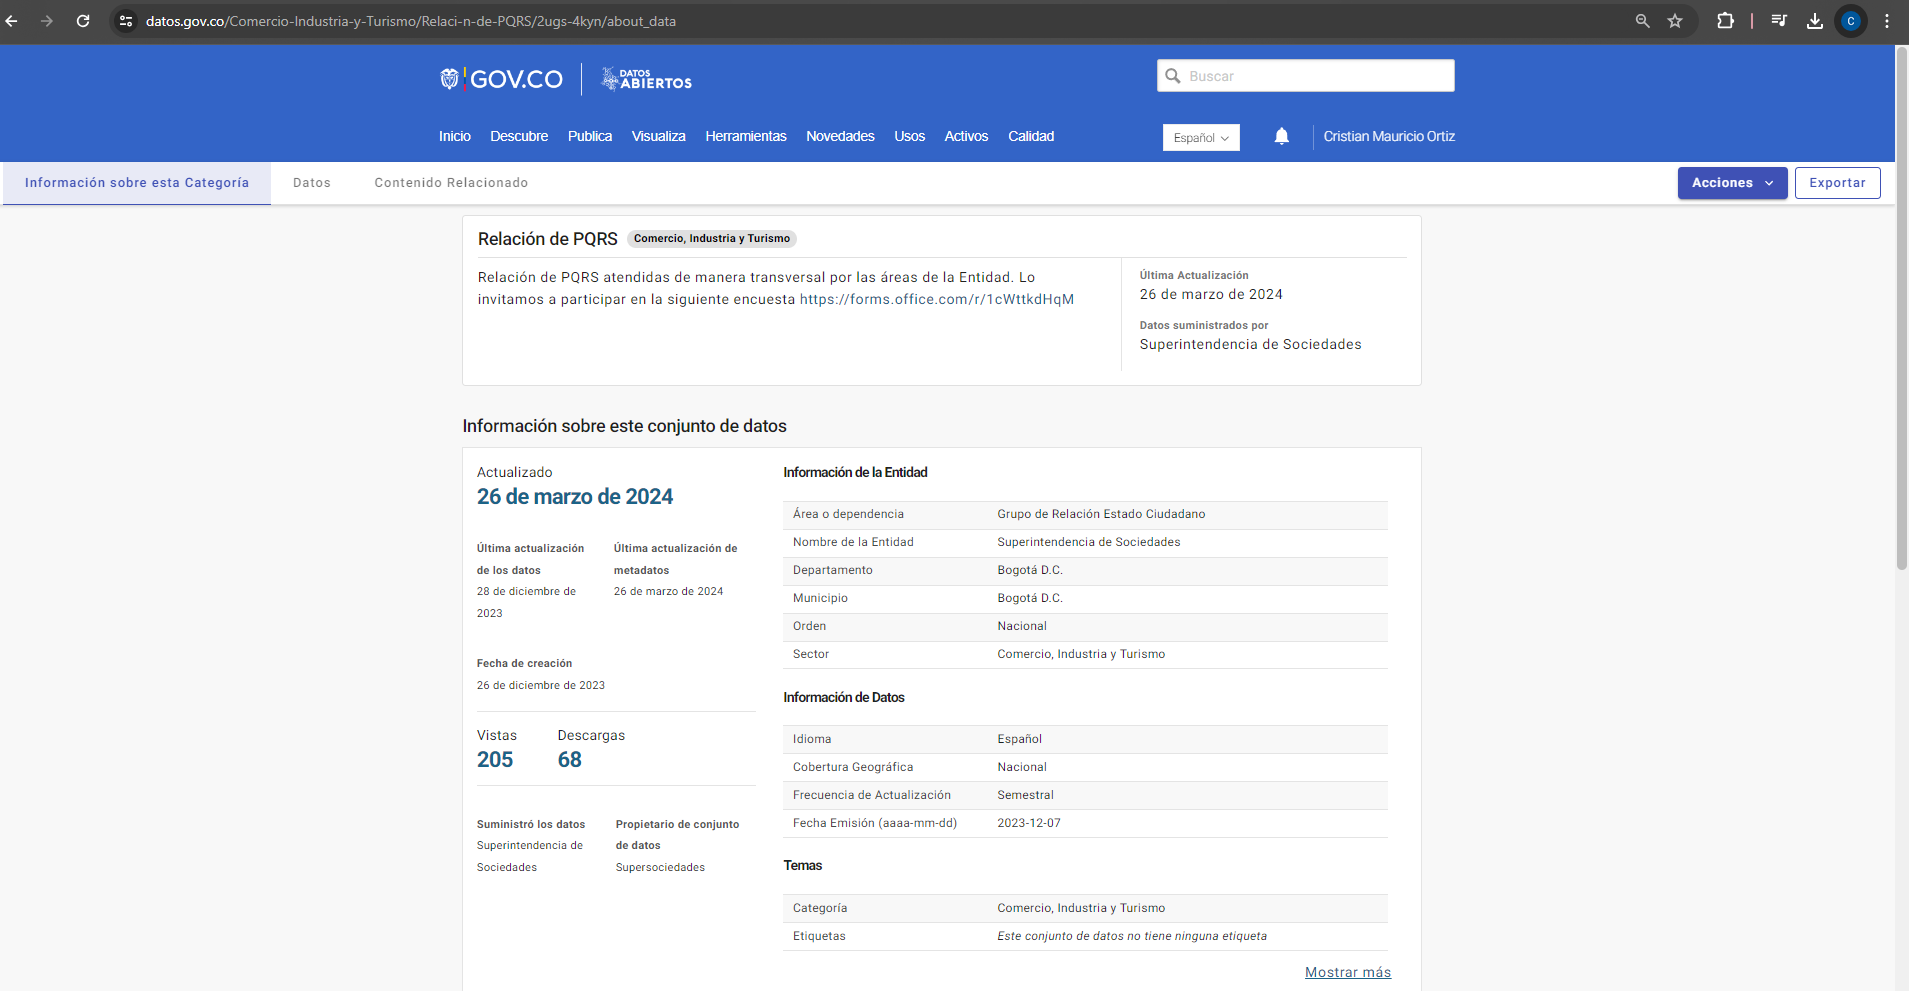 datos.gov.co/Comercio-Industria-y-Turismo/Relaci-n-de-PQRS/2ugs-4kyn/about_data
C
GOV.CO
DATOS
ABIERTOS
Buscar
Inicio Descubre Publica Visualiza Herramientas Novedades Usos Activos Calidad
Español
Cristian Mauricio Ortiz
Información sobre esta Categoría Datos Contenido Relacionado
Acciones
Exportar
Relación de PQRS Comercio, Industria y Turismo
Relación de PQRS atendidas de manera transversal por las áreas de la Entidad. Lo
invitamos a participar en la siguiente encuesta https://forms.office.com/r/1cWttkdHqM
Última Actualización
26 de marzo de 2024
Datos suministrados por
Superintendencia de Sociedades
Información sobre este conjunto de datos
Actualizado
26 de marzo de 2024
Última actualización
de los datos
28 de diciembre de
2023
Última actualización de
metadatos
26 de marzo de 2024
Fecha de creación
26 de diciembre de 2023
Vistas
205
Descargas
68
Suministró los datos
Superintendencia de
Sociedades
Propietario de conjunto
de datos
Supersociedades
Información de la Entidad
Área o dependencia Grupo de Relación Estado Ciudadano
Nombre de la Entidad Superintendencia de Sociedades
Departamento Bogotá D.C.
Municipio Bogotá D.C.
Orden Nacional
Sector Comercio, Industria y Turismo
Información de Datos
Idioma Español
Cobertura Geográfica Nacional
Frecuencia de Actualización Semestral
Fecha Emisión (aaaa-mm-dd) 2023-12-07
Temas
Categoría Comercio, Industria y Turismo
Etiquetas Este conjunto de datos no tiene ninguna etiqueta
Mostrar más